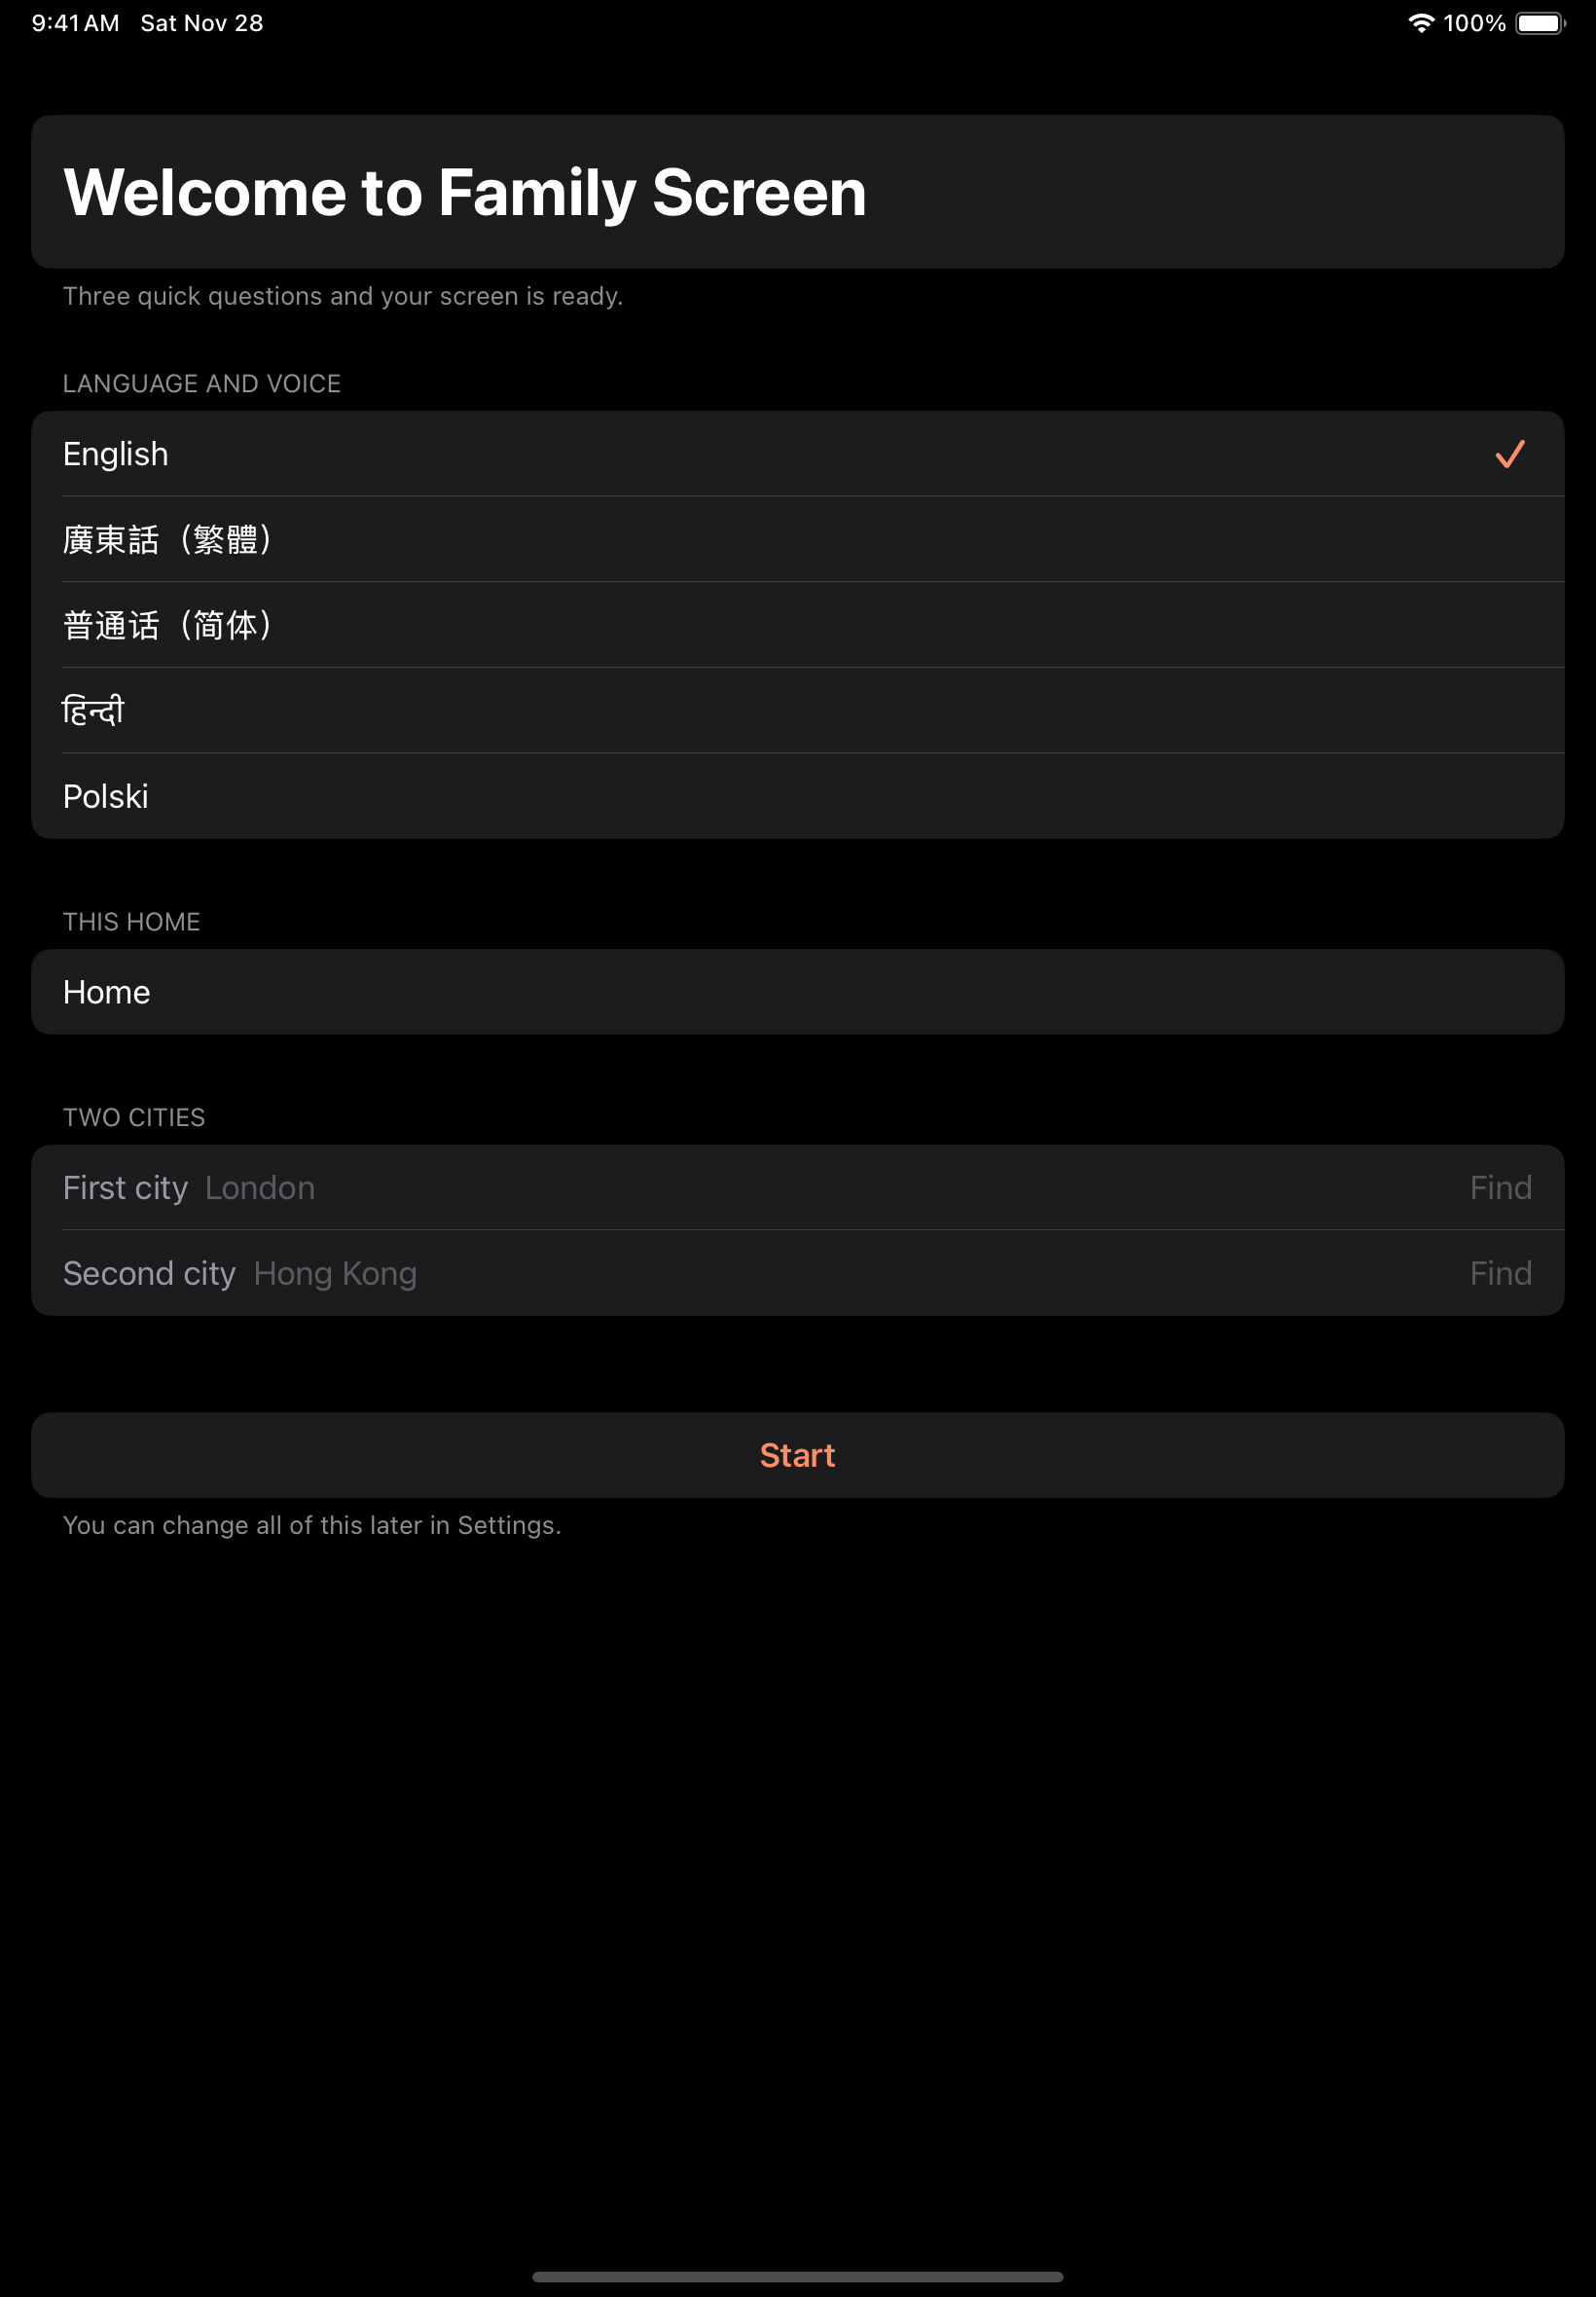 9:41 AM Sat Nov 28 100%
Welcome to Family Screen
Three quick questions and your screen is ready.
LANGUAGE AND VOICE
English
廣東話（繁體）
普通话（简体）
हिन्दी
Polski
THIS HOME
Home
TWO CITIES
First city London Find
Second city Hong Kong Find
Start
You can change all of this later in Settings.